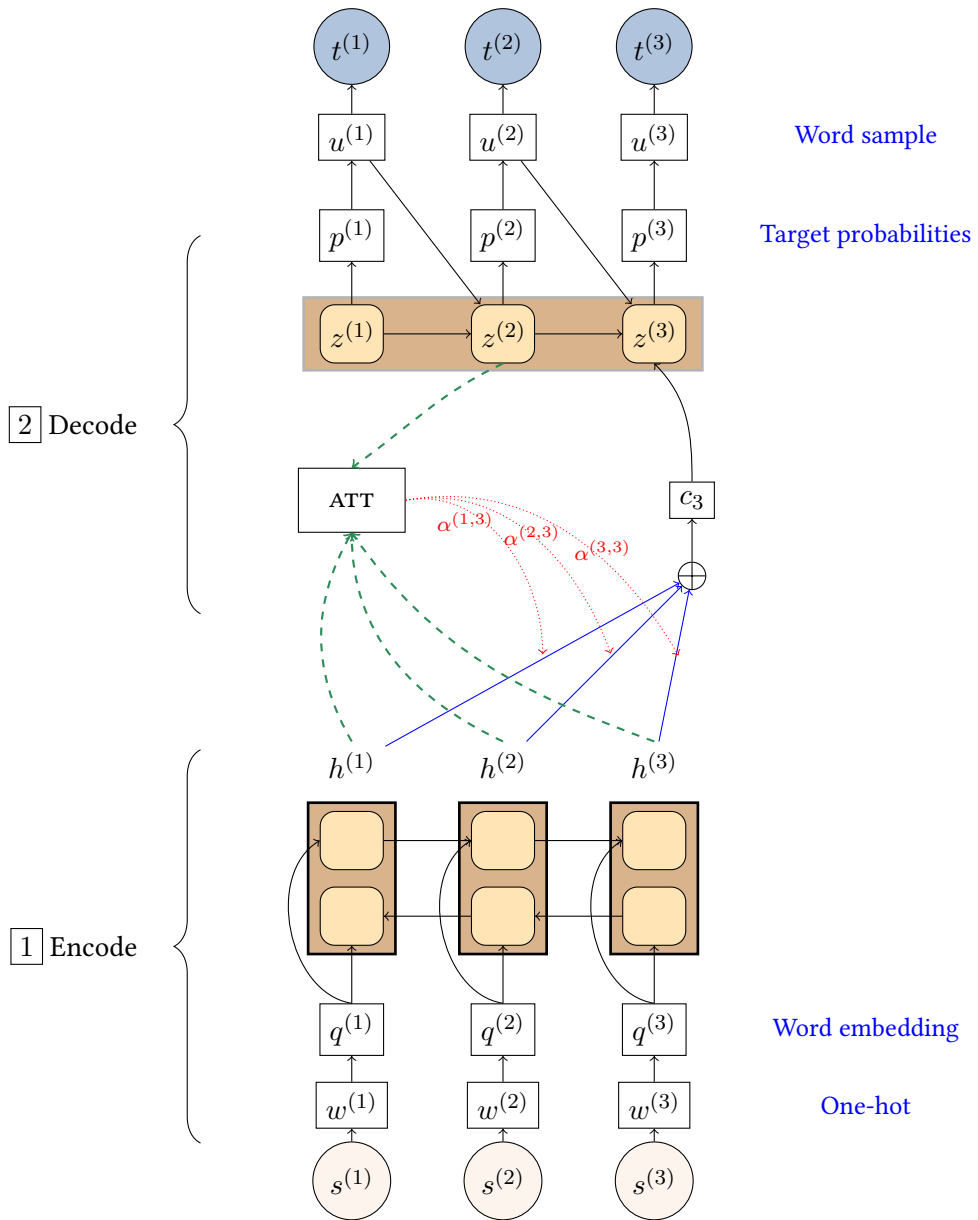 t^(1) t^(2) t^(3)
u^(1) u^(2) u^(3) Word sample
p^(1) p^(2) p^(3) Target probabilities
z^(1) z^(2) z^(3)
2 Decode
ATT
c_3
α^(1,3)
α^(2,3)
α^(3,3)
h^(1) h^(2) h^(3)
1 Encode
q^(1) q^(2) q^(3) Word embedding
w^(1) w^(2) w^(3) One-hot
s^(1) s^(2) s^(3)